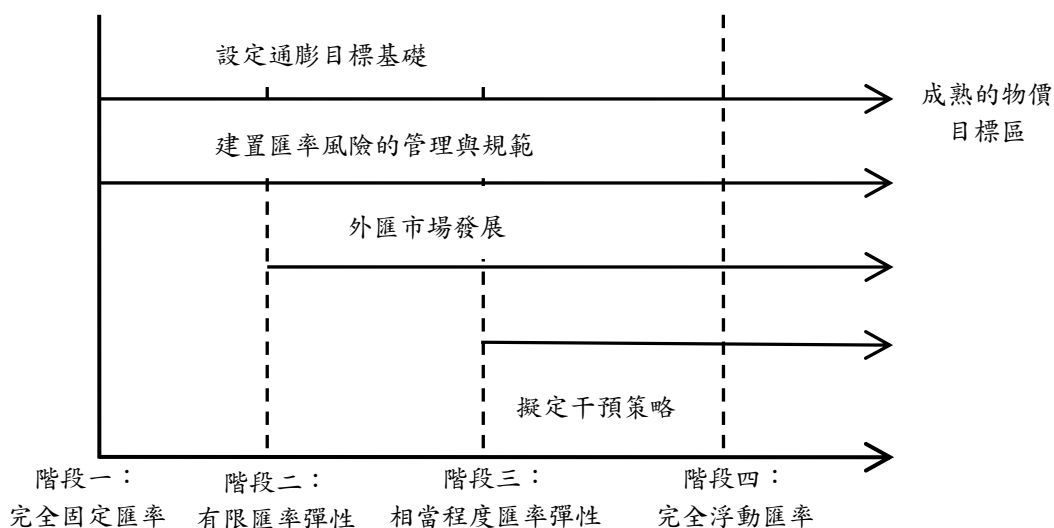 設定通膨目標基礎
成熟的物價
目標區
建置匯率風險的管理與規範
外匯市場發展
擬定干預策略
階段一：
完全固定匯率
階段二：
有限匯率彈性
階段三：
相當程度匯率彈性
階段四：
完全浮動匯率